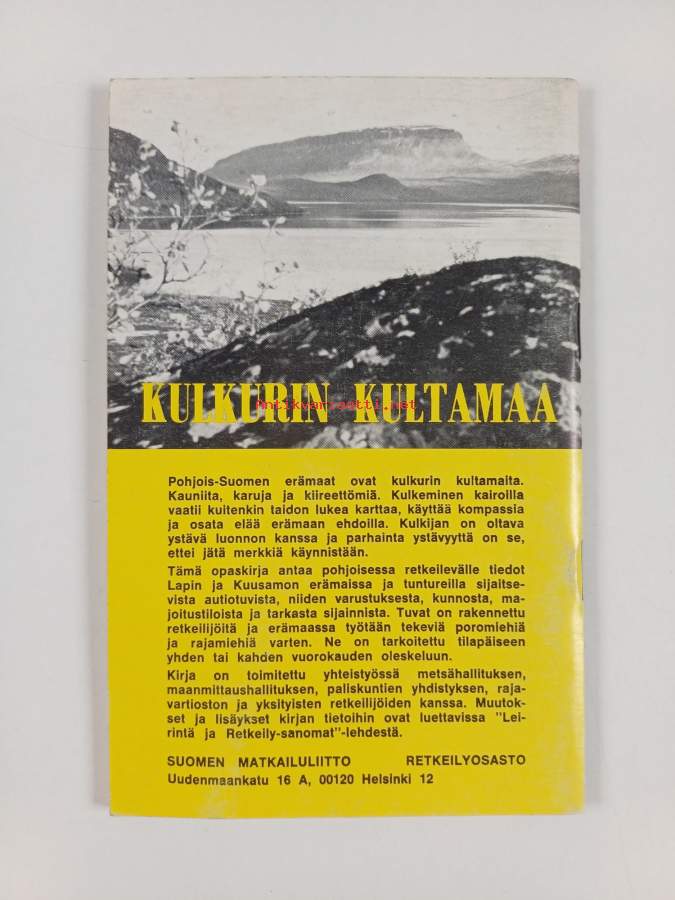 KULKURIN KULTAMAA
Antikvariaatti.net
Pohjois-Suomen erämaat ovat kulkurin kultamaita.
Kauniita, karuja ja kiireettömiä. Kulkeminen kairoilla
vaatii kuitenkin taidon lukea karttaa, käyttää kompassia
ja osata elää erämaan ehdoilla. Kulkijan on oltava
ystävä luonnon kanssa ja parhainta ystävyyttä on se,
ettei jätä merkkiä käynnistään.
Tämä opaskirja antaa pohjoisessa retkeilevälle tiedot
Lapin ja Kuusamon erämaissa ja tuntureilla sijaitse-
vista autiotuvista, niiden varustuksesta, kunnosta, ma-
joitustiloista ja tarkasta sijainnista. Tuvat on rakennettu
retkeilijöitä ja erämaassa työtään tekeviä poromiehiä
ja rajamiehiä varten. Ne on tarkoitettu tilapäiseen
yhden tai kahden vuorokauden oleskeluun.
Kirja on toimitettu yhteistyössä metsähallituksen,
maanmittaushallituksen, paliskuntien yhdistyksen, raja-
vartioston ja yksityisten retkeilijöiden kanssa. Muutok-
set ja lisäykset kirjan tietoihin ovat luettavissa "Lei-
rintä ja Retkeily-sanomat"-lehdestä.
SUOMEN MATKAILULIITTO RETKEILYOSASTO
Uudenmaankatu 16 A, 00120 Helsinki 12